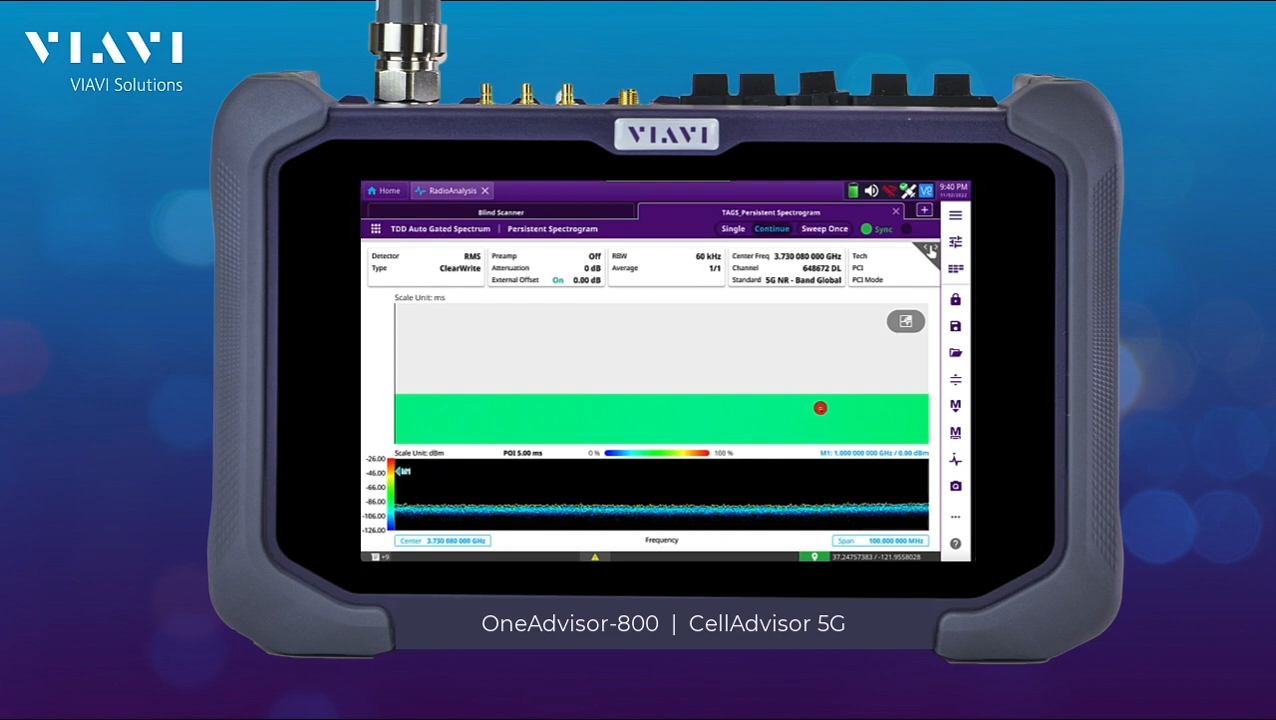 VIAVI
VIAVI Solutions
VIAVI
Home
RadioAnalysis
9:40 PM
Blind Scanner
TAGS_Persistent Spectrogram
TDD Auto Gated Spectrum | Persistent Spectrogram
Single Continue Sweep Once Sync
Detector RMS
Type ClearWrite
Preamp Off
Attenuation 0 dB
External Offset On 0.00 dB
RBW 60 kHz
Average 1/1
Center Freq 3.730 080 000 GHz
Channel 648672 DL
Standard 5G NR - Band Global
Tech
PCI
PCI Mode
Scale Unit: ms
Scale Unit: dBm
POI 5.00 ms
0 % 100 %
M1: 1.000 000 000 GHz / 0.00 dBm
-26.00
-46.00
-66.00
-86.00
-106.00
-126.00
Center 3.730 080 000 GHz
Frequency
Span 100.000 000 MHz
+9
37.24757383 / -121.9558028
OneAdvisor-800 | CellAdvisor 5G